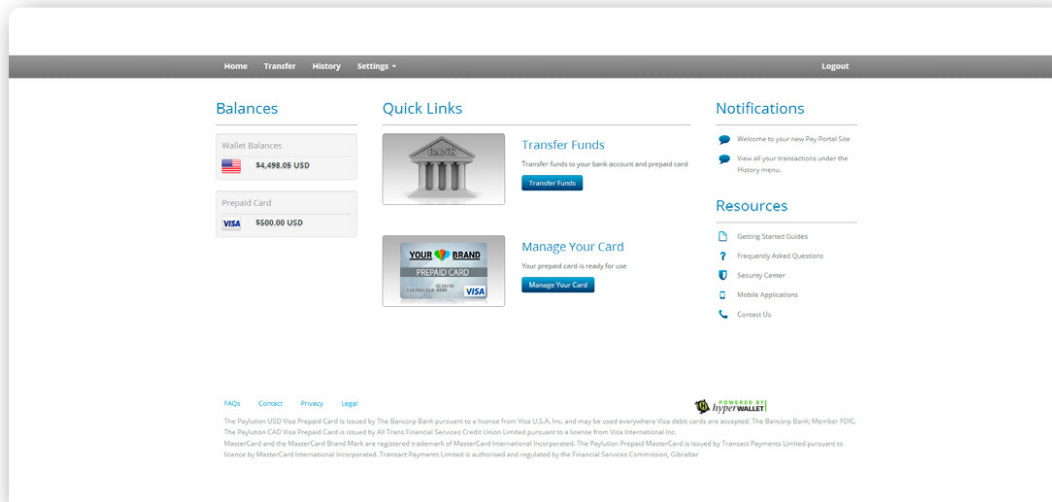 Home Transfer History Settings Logout
Balances
Wallet Balances
$4,498.05 USD
Prepaid Card
VISA $500.00 USD
Quick Links
BANK
Transfer Funds
Transfer funds to your bank account and prepaid card
Transfer Funds
YOUR BRAND
PREPAID CARD
VISA
Manage Your Card
Your prepaid card is ready for use
Manage Your Card
Notifications
Welcome to your new Pay Portal Site
View all your transactions under the
History menu.
Resources
Getting Started Guides
Frequently Asked Questions
Security Center
Mobile Applications
Contact Us
FAQs Contact Privacy Legal
POWERED BY
hyperWALLET
The Paylution USD Visa Prepaid Card is issued by The Bancorp Bank pursuant to a license from Visa U.S.A. Inc. and may be used everywhere Visa debit cards are accepted. The Bancorp Bank; Member FDIC.
The Paylution CAD Visa Prepaid Card is issued by All Trans Financial Services Credit Union Limited pursuant to a license from Visa International Inc.
MasterCard and the MasterCard Brand Mark are registered trademark of MasterCard International Incorporated. The Paylution Prepaid MasterCard is issued by Transact Payments Limited pursuant to
licence by MasterCard International Incorporated. Transact Payments Limited is authorised and regulated by the Financial Services Commission, Gibraltar